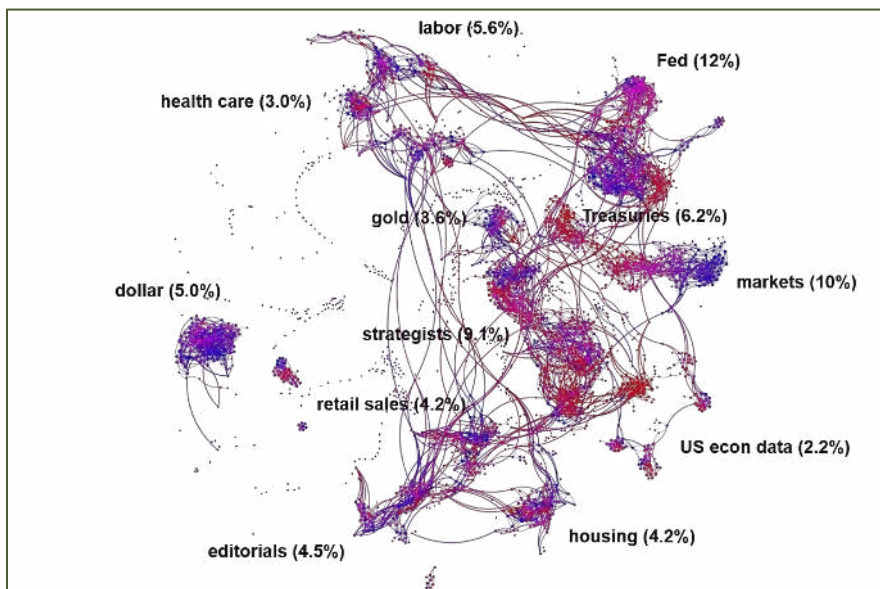 labor (5.6%)
Fed (12%)
health care (3.0%)
gold (3.6%)
Treasuries (6.2%)
dollar (5.0%)
markets (10%)
strategists (9.1%)
retail sales (4.2%)
US econ data (2.2%)
editorials (4.5%)
housing (4.2%)